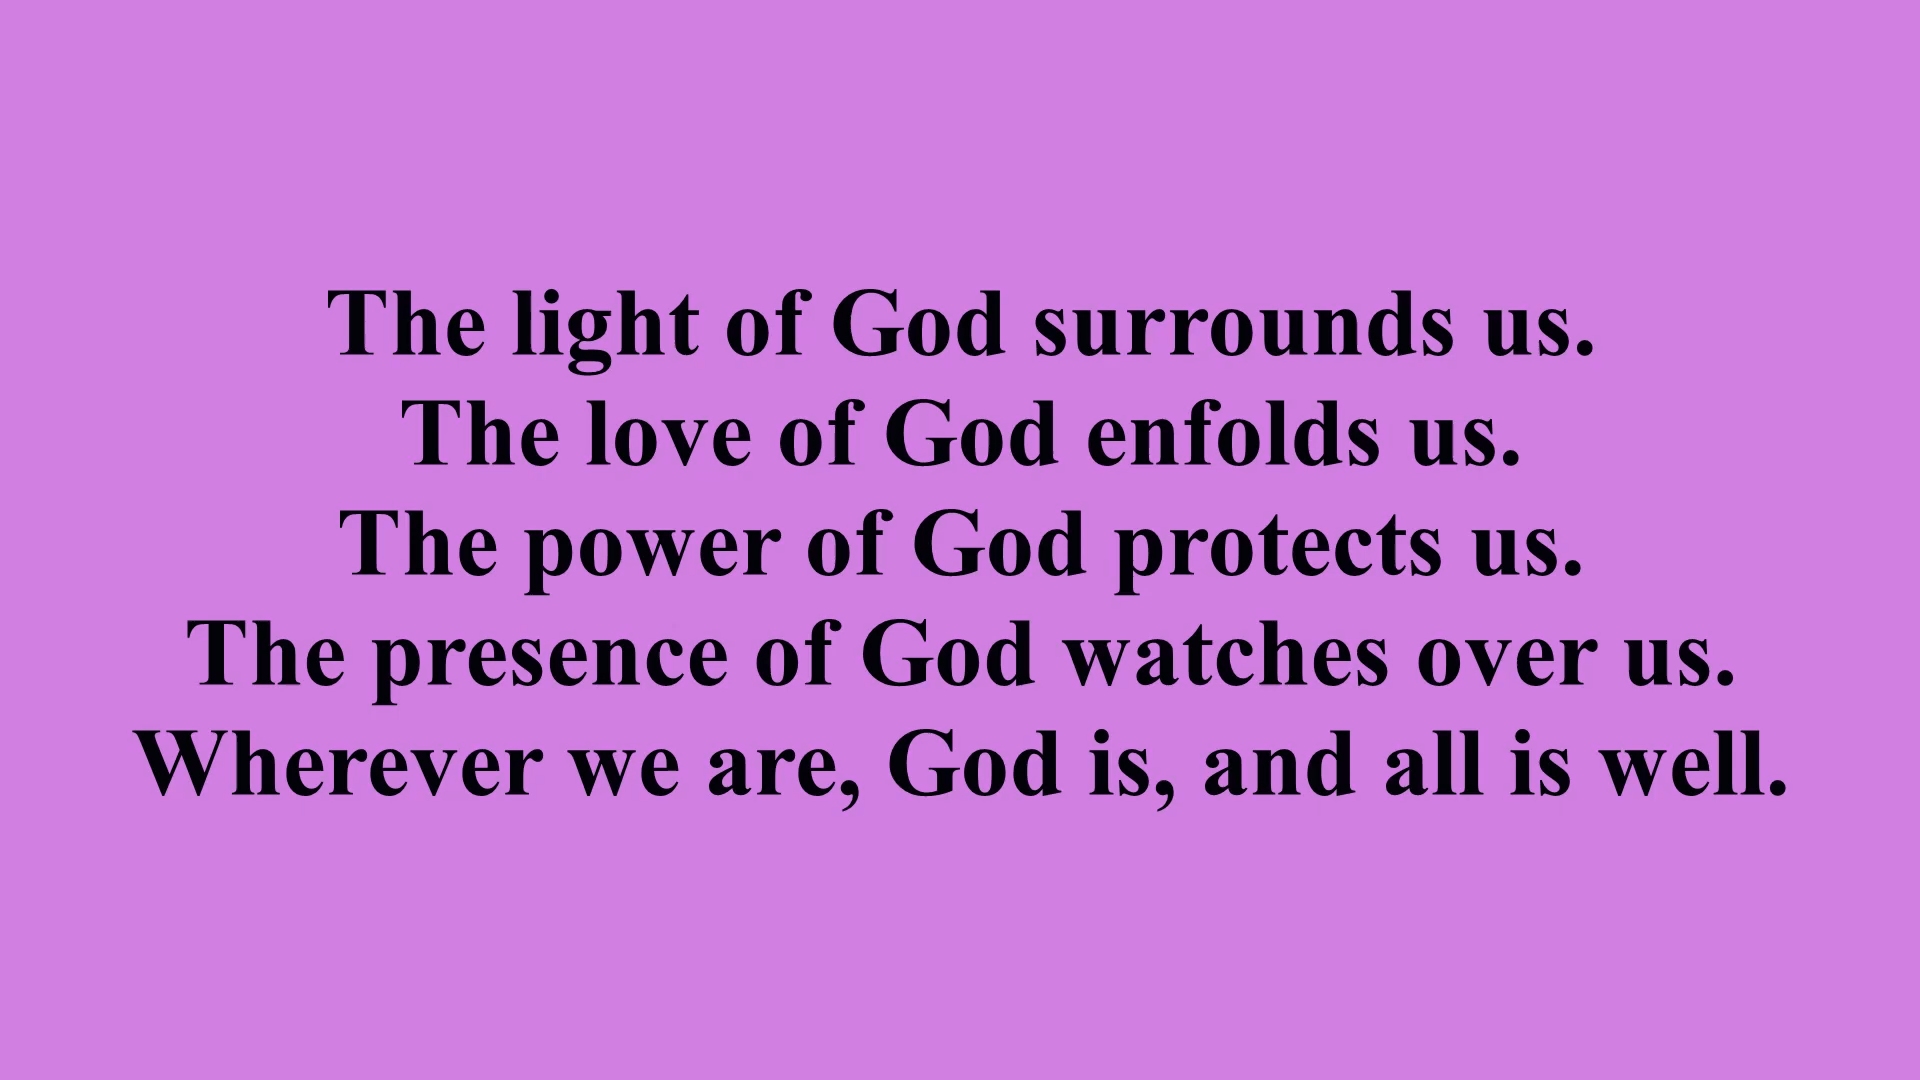 The light of God surrounds us.
The love of God enfolds us.
The power of God protects us.
The presence of God watches over us.
Wherever we are, God is, and all is well.